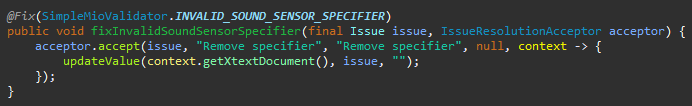 @Fix(SimpleMioValidator.INVALID_SOUND_SENSOR_SPECIFIER)
public void fixInvalidSoundSensorSpecifier(final Issue issue, IssueResolutionAcceptor acceptor) {
    acceptor.accept(issue, "Remove specifier", "Remove specifier", null, context -> {
        updateValue(context.getXtextDocument(), issue, "");
    });
}